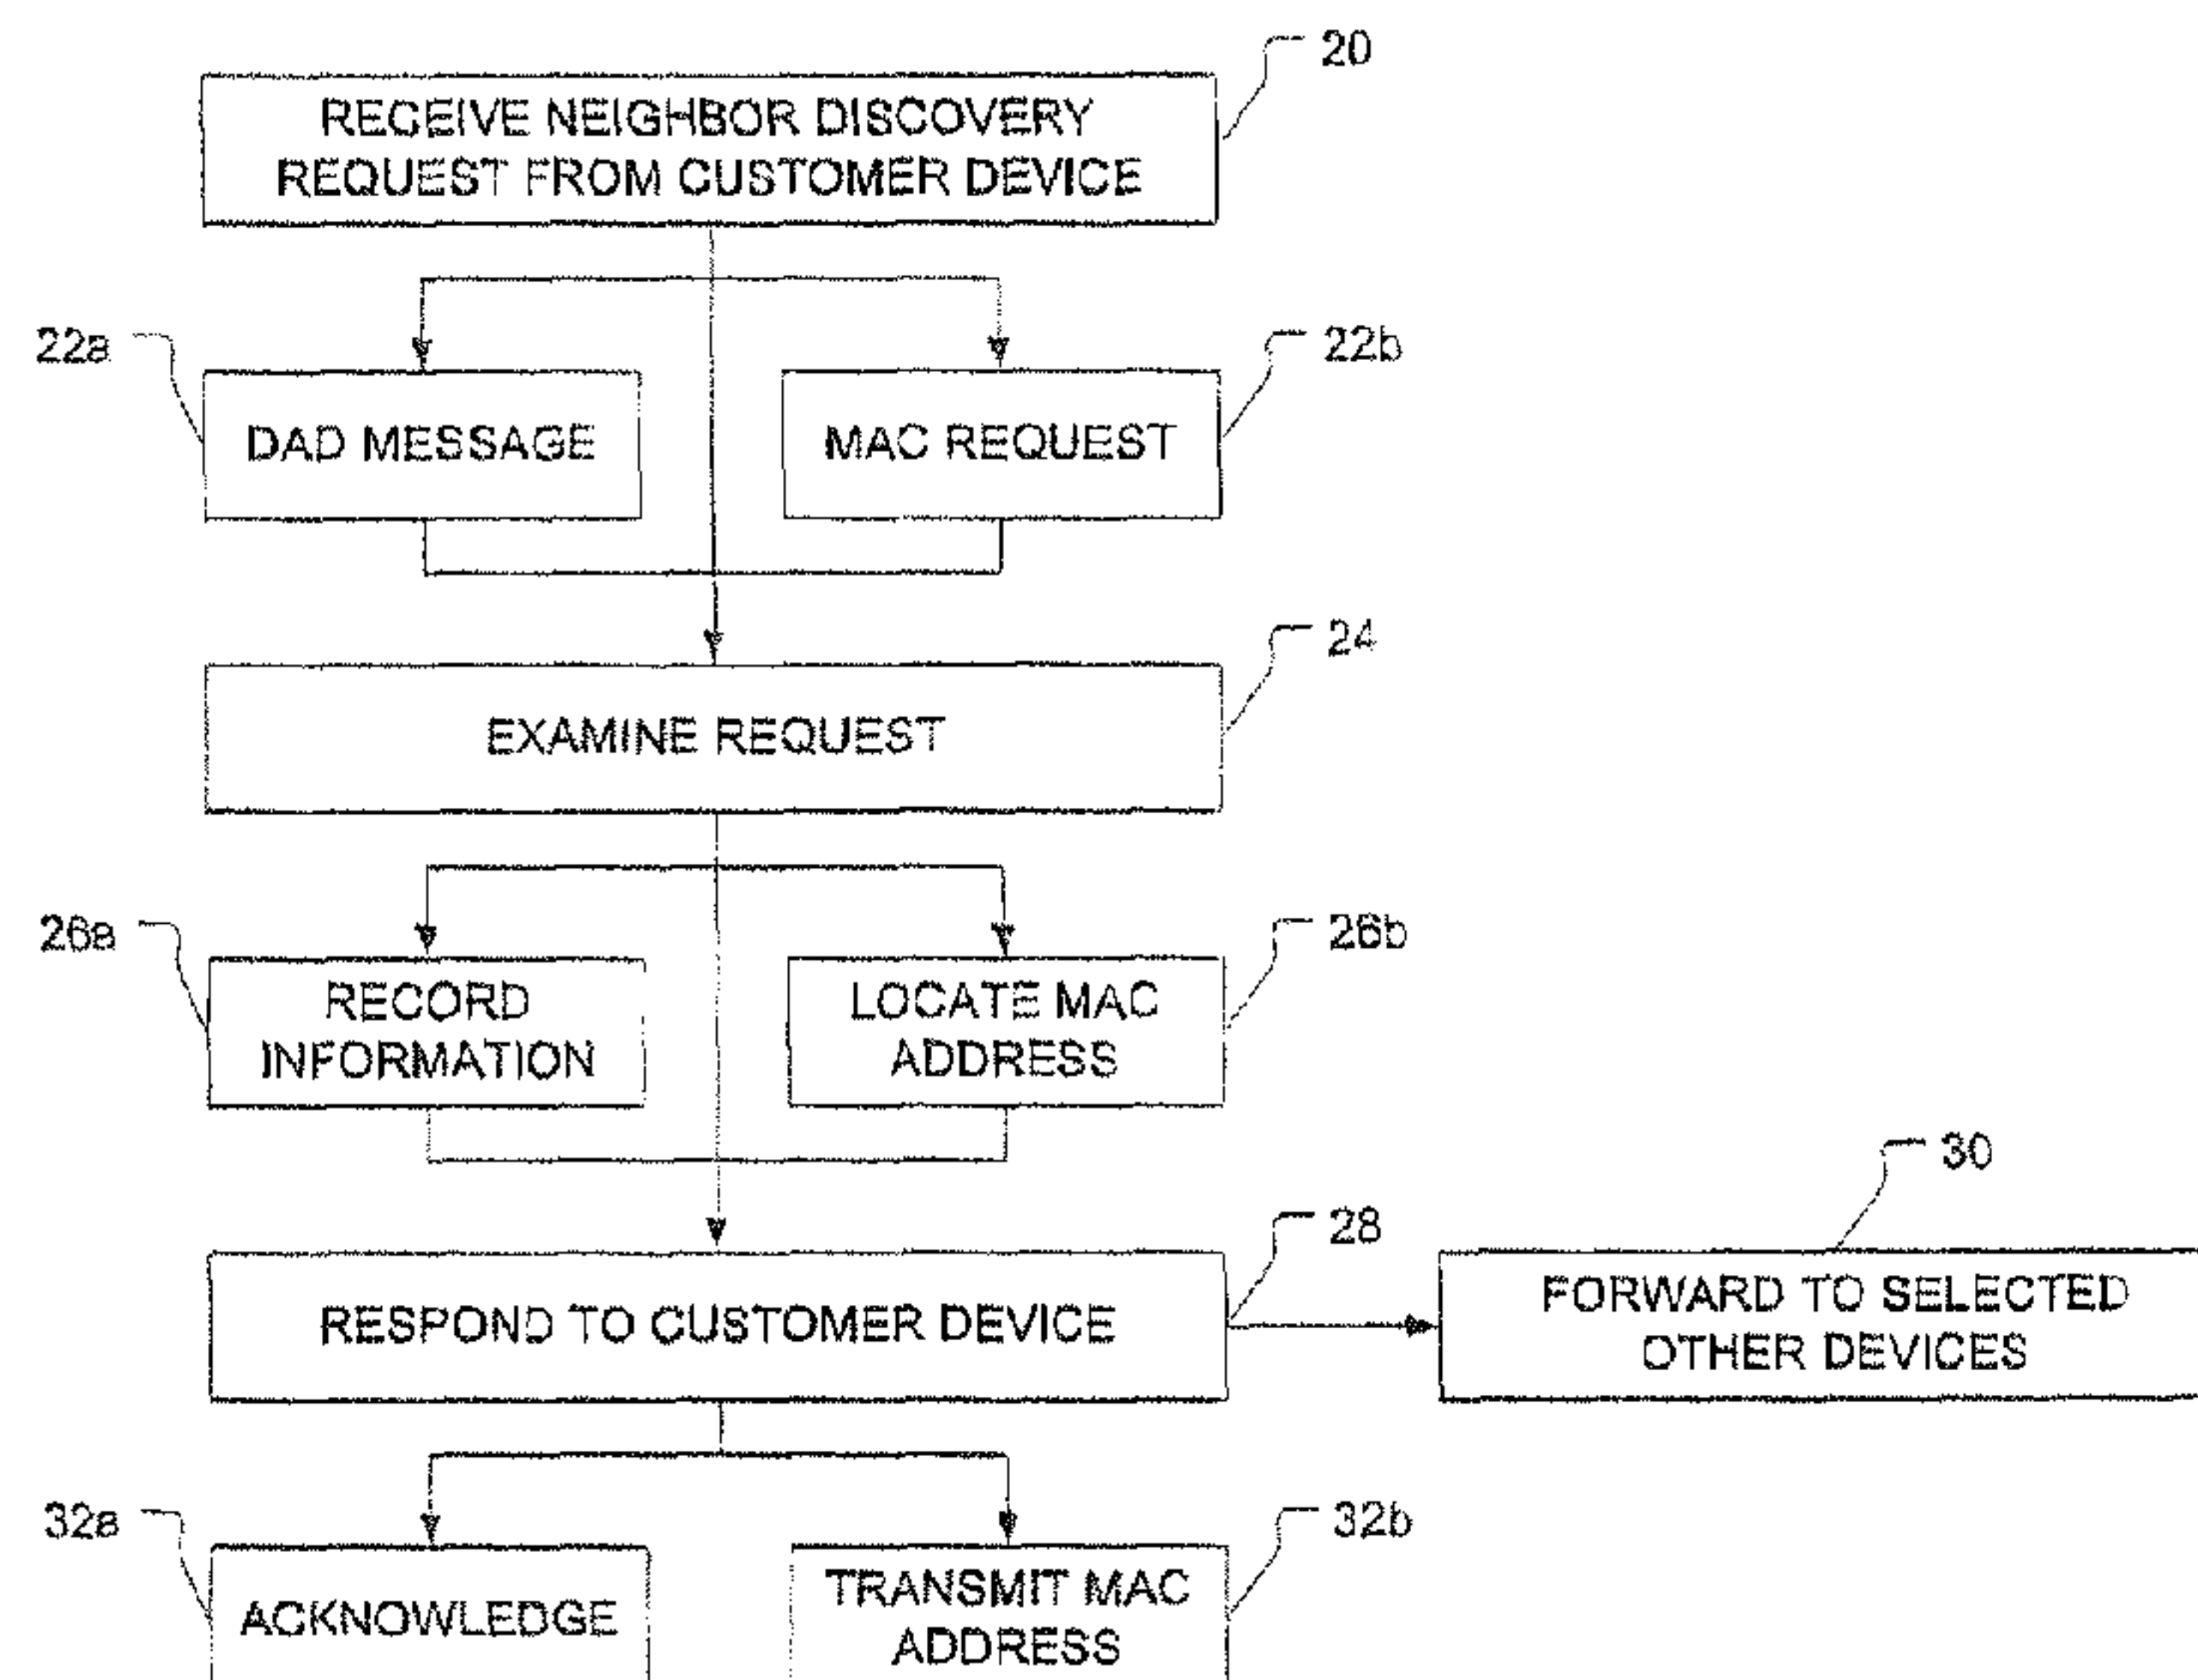 20
RECEIVE NEIGHBOR DISCOVERY
REQUEST FROM CUSTOMER DEVICE
22a
22b
DAD MESSAGE
MAC REQUEST
24
EXAMINE REQUEST
26a
26b
RECORD
INFORMATION
LOCATE MAC
ADDRESS
30
28
RESPOND TO CUSTOMER DEVICE
FORWARD TO SELECTED
OTHER DEVICES
32a
32b
ACKNOWLEDGE
TRANSMIT MAC
ADDRESS